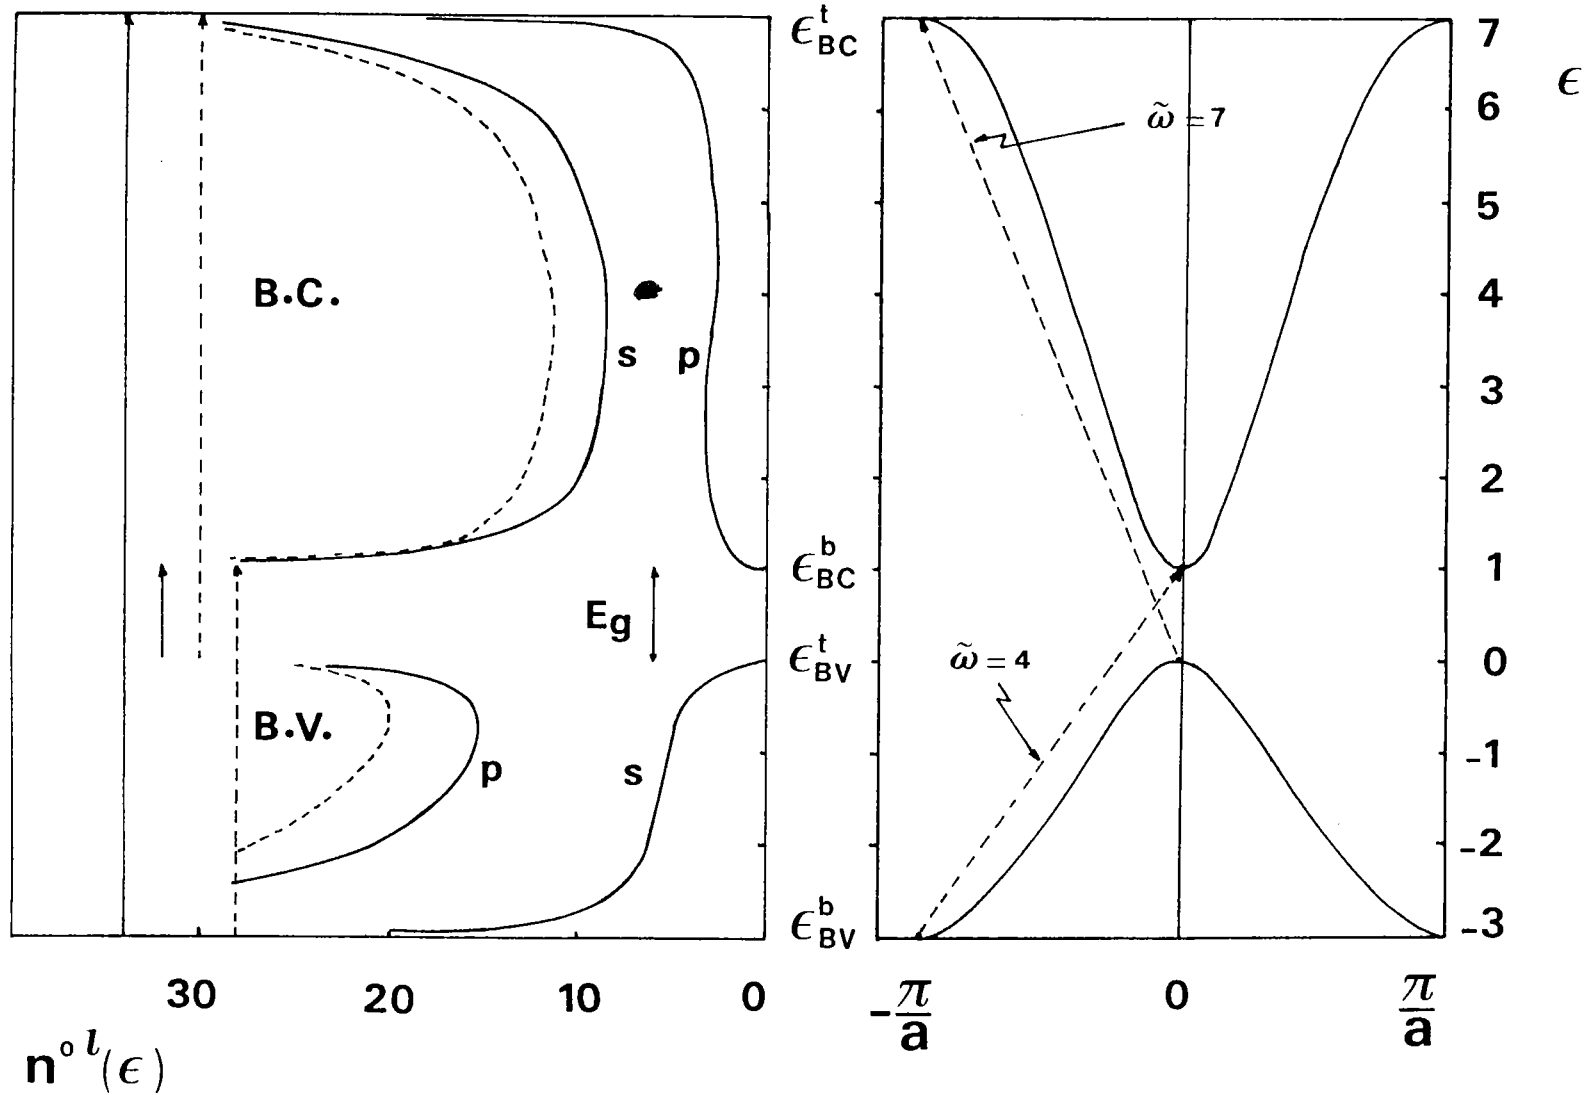 ϵ^t_BC
7
ϵ
6
ω̃ = 7
5
B.C.
4
s p
3
2
ϵ^b_BC
1
E_g
ϵ^t_BV
0
ω̃ = 4
B.V.
-1
p
s
-2
ϵ^b_BV
-3
30 20 10 0
-π/a 0 π/a
n^{o l}(ϵ)